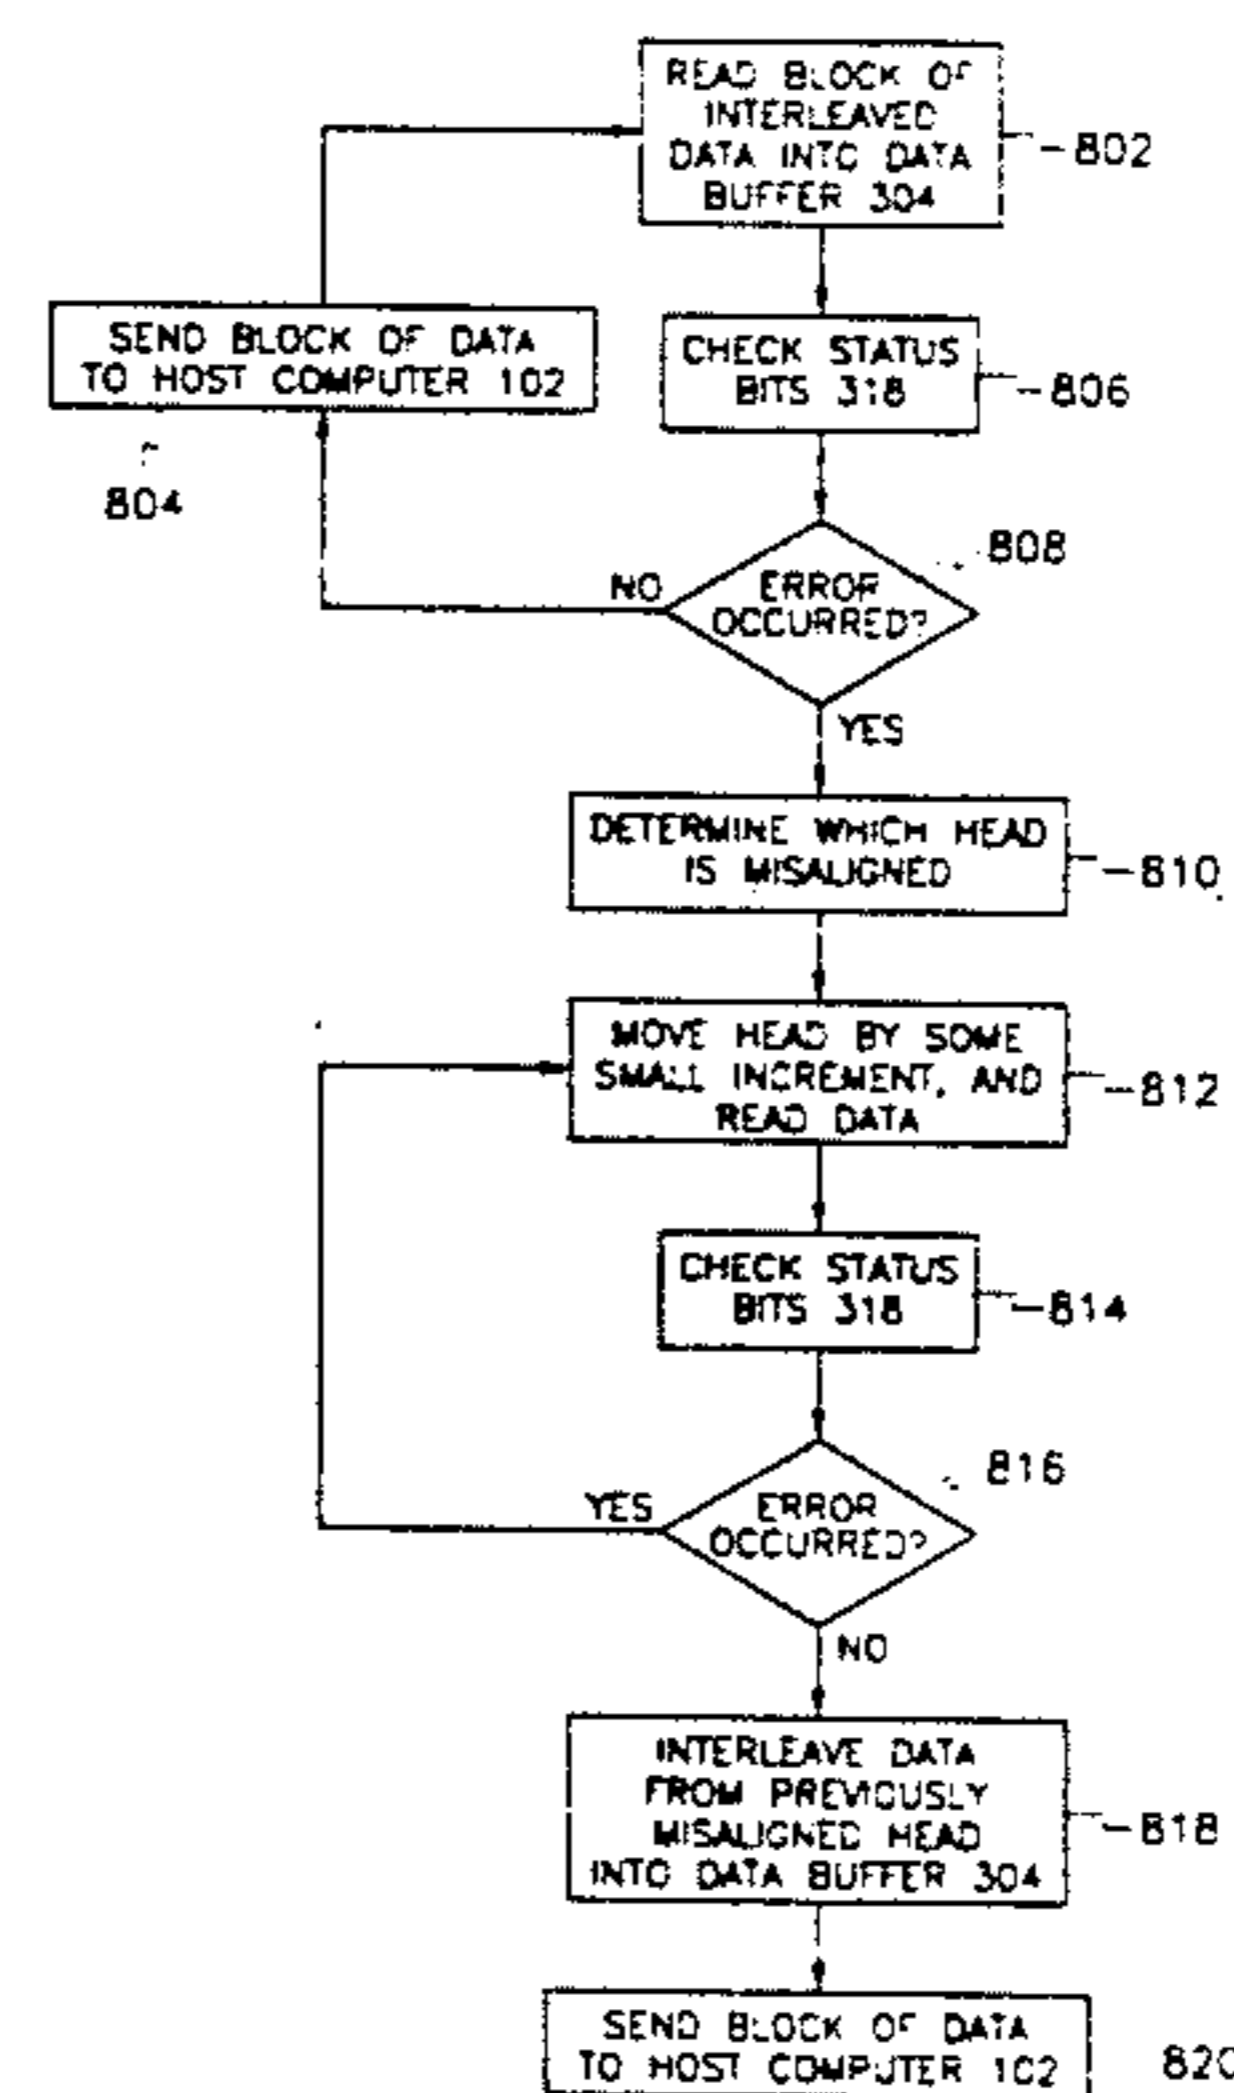 READ BLOCK OF
INTERLEAVED
DATA INTO DATA
BUFFER 304
802
SEND BLOCK OF DATA
TO HOST COMPUTER 102
804
CHECK STATUS
BITS 318
806
808
ERROR
OCCURRED?
NO
YES
DETERMINE WHICH HEAD
IS MISALIGNED
810
MOVE HEAD BY SOME
SMALL INCREMENT, AND
READ DATA
812
CHECK STATUS
BITS 318
814
816
ERROR
OCCURRED?
YES
NO
INTERLEAVE DATA
FROM PREVIOUSLY
MISALIGNED HEAD
INTO DATA BUFFER 304
818
SEND BLOCK OF DATA
TO HOST COMPUTER 102
820